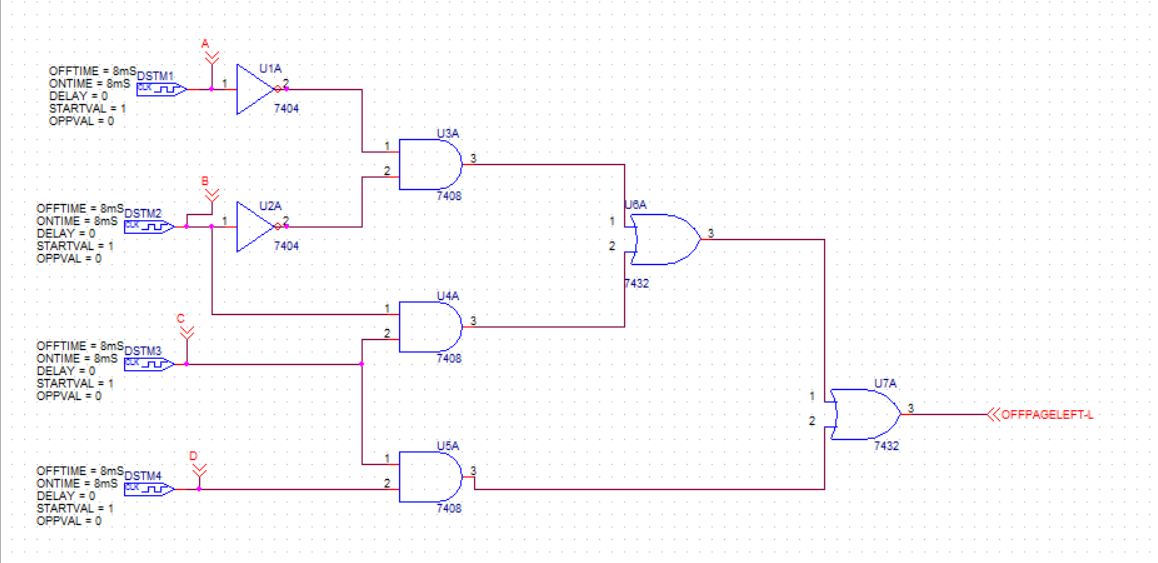 A
OFFTIME = 8mS
DSTM1
ONTIME = 8mS
CLK
DELAY = 0
STARTVAL = 1
OPPVAL = 0
1
U1A
2
7404
U3A
1
2
3
7408
B
OFFTIME = 8mS
DSTM2
ONTIME = 8mS
CLK
DELAY = 0
STARTVAL = 1
OPPVAL = 0
1
U2A
2
7404
U6A
1
2
3
7432
U4A
1
2
3
7408
C
OFFTIME = 8mS
DSTM3
ONTIME = 8mS
CLK
DELAY = 0
STARTVAL = 1
OPPVAL = 0
U7A
1
2
3
7432
OFFPAGELEFT-L
U5A
1
2
3
7408
D
OFFTIME = 8mS
DSTM4
ONTIME = 8mS
CLK
DELAY = 0
STARTVAL = 1
OPPVAL = 0